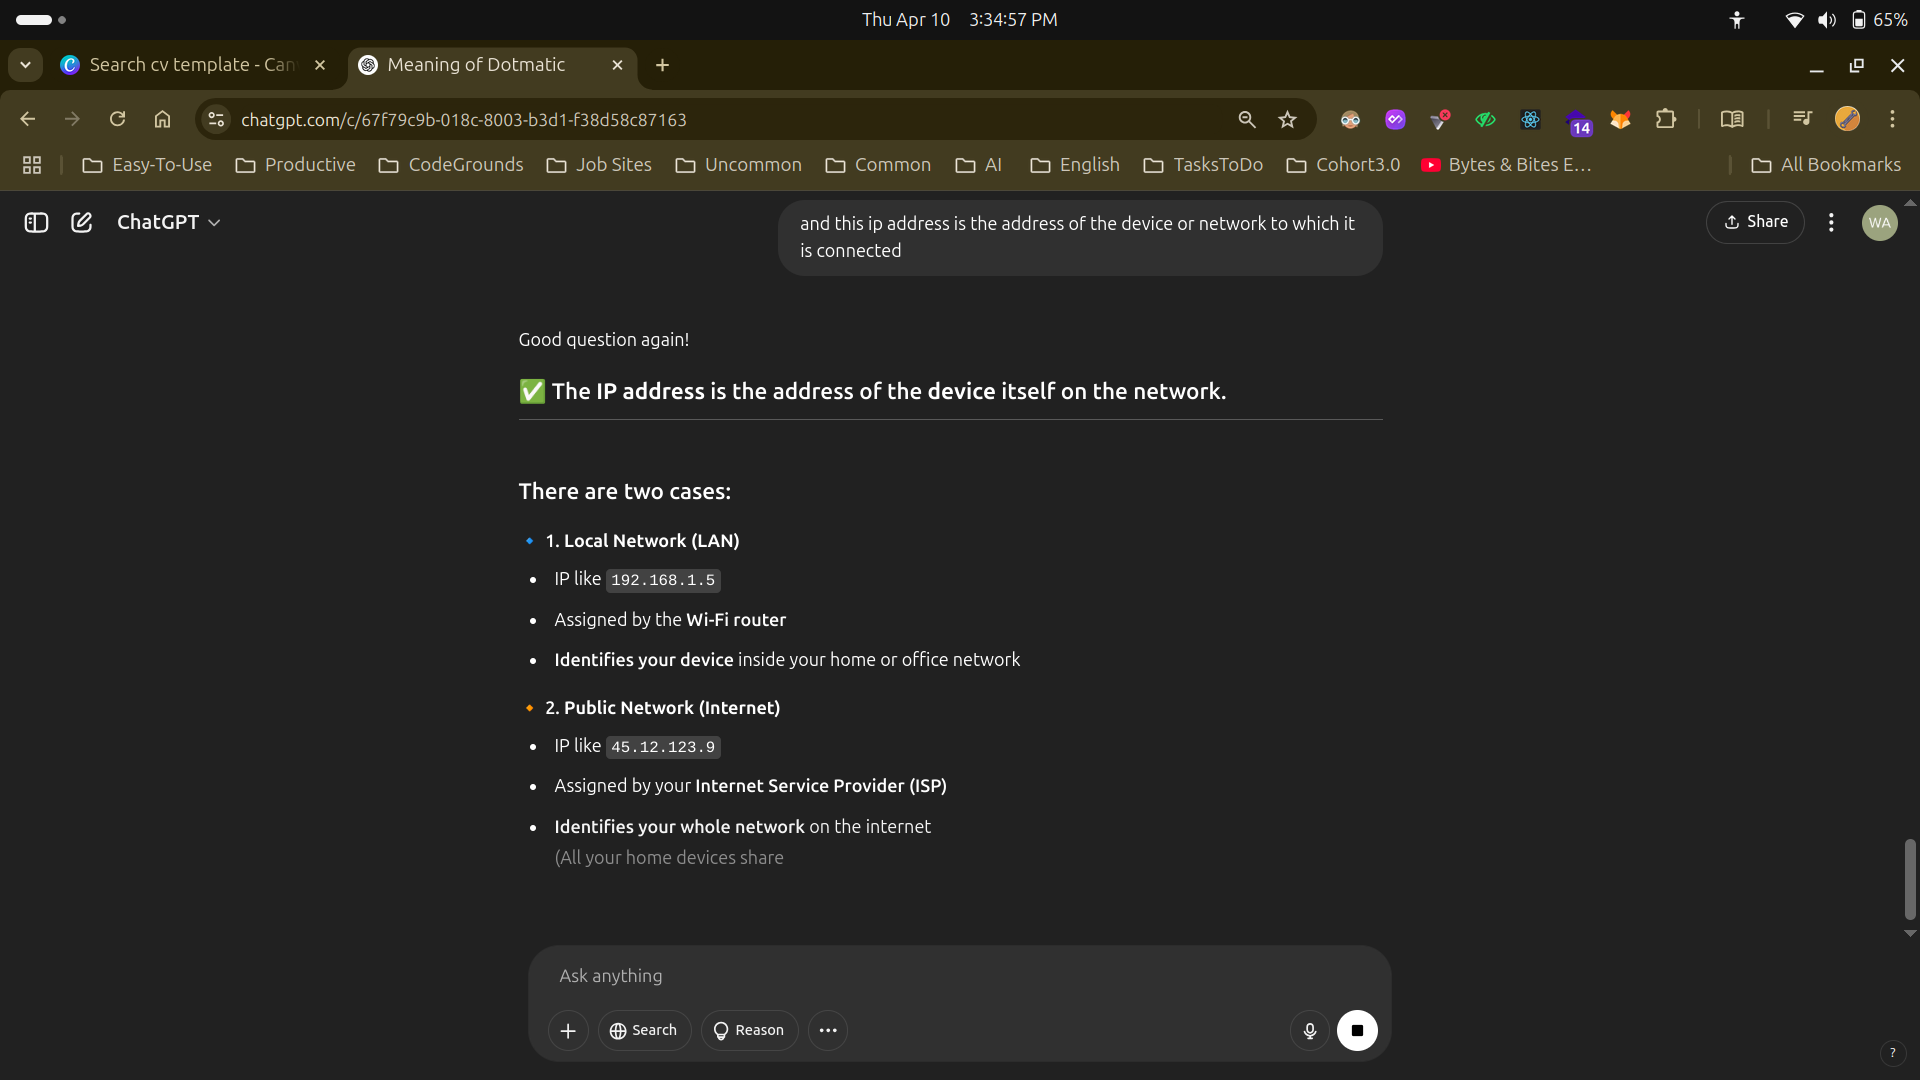 Thu Apr 10 3:34:57 PM
65%
Search cv template - Can
Meaning of Dotmatic
chatgpt.com/c/67f79c9b-018c-8003-b3d1-f38d58c87163
14
Easy-To-Use Productive CodeGrounds Job Sites Uncommon Common AI English TasksToDo Cohort3.0 Bytes & Bites E... All Bookmarks
ChatGPT
Share
WA
and this ip address is the address of the device or network to which it
is connected
Good question again!
✅ The IP address is the address of the device itself on the network.
There are two cases:
🔹 1. Local Network (LAN)
• IP like 192.168.1.5
• Assigned by the Wi-Fi router
• Identifies your device inside your home or office network
🔸 2. Public Network (Internet)
• IP like 45.12.123.9
• Assigned by your Internet Service Provider (ISP)
• Identifies your whole network on the internet
(All your home devices share
Ask anything
Search Reason
?